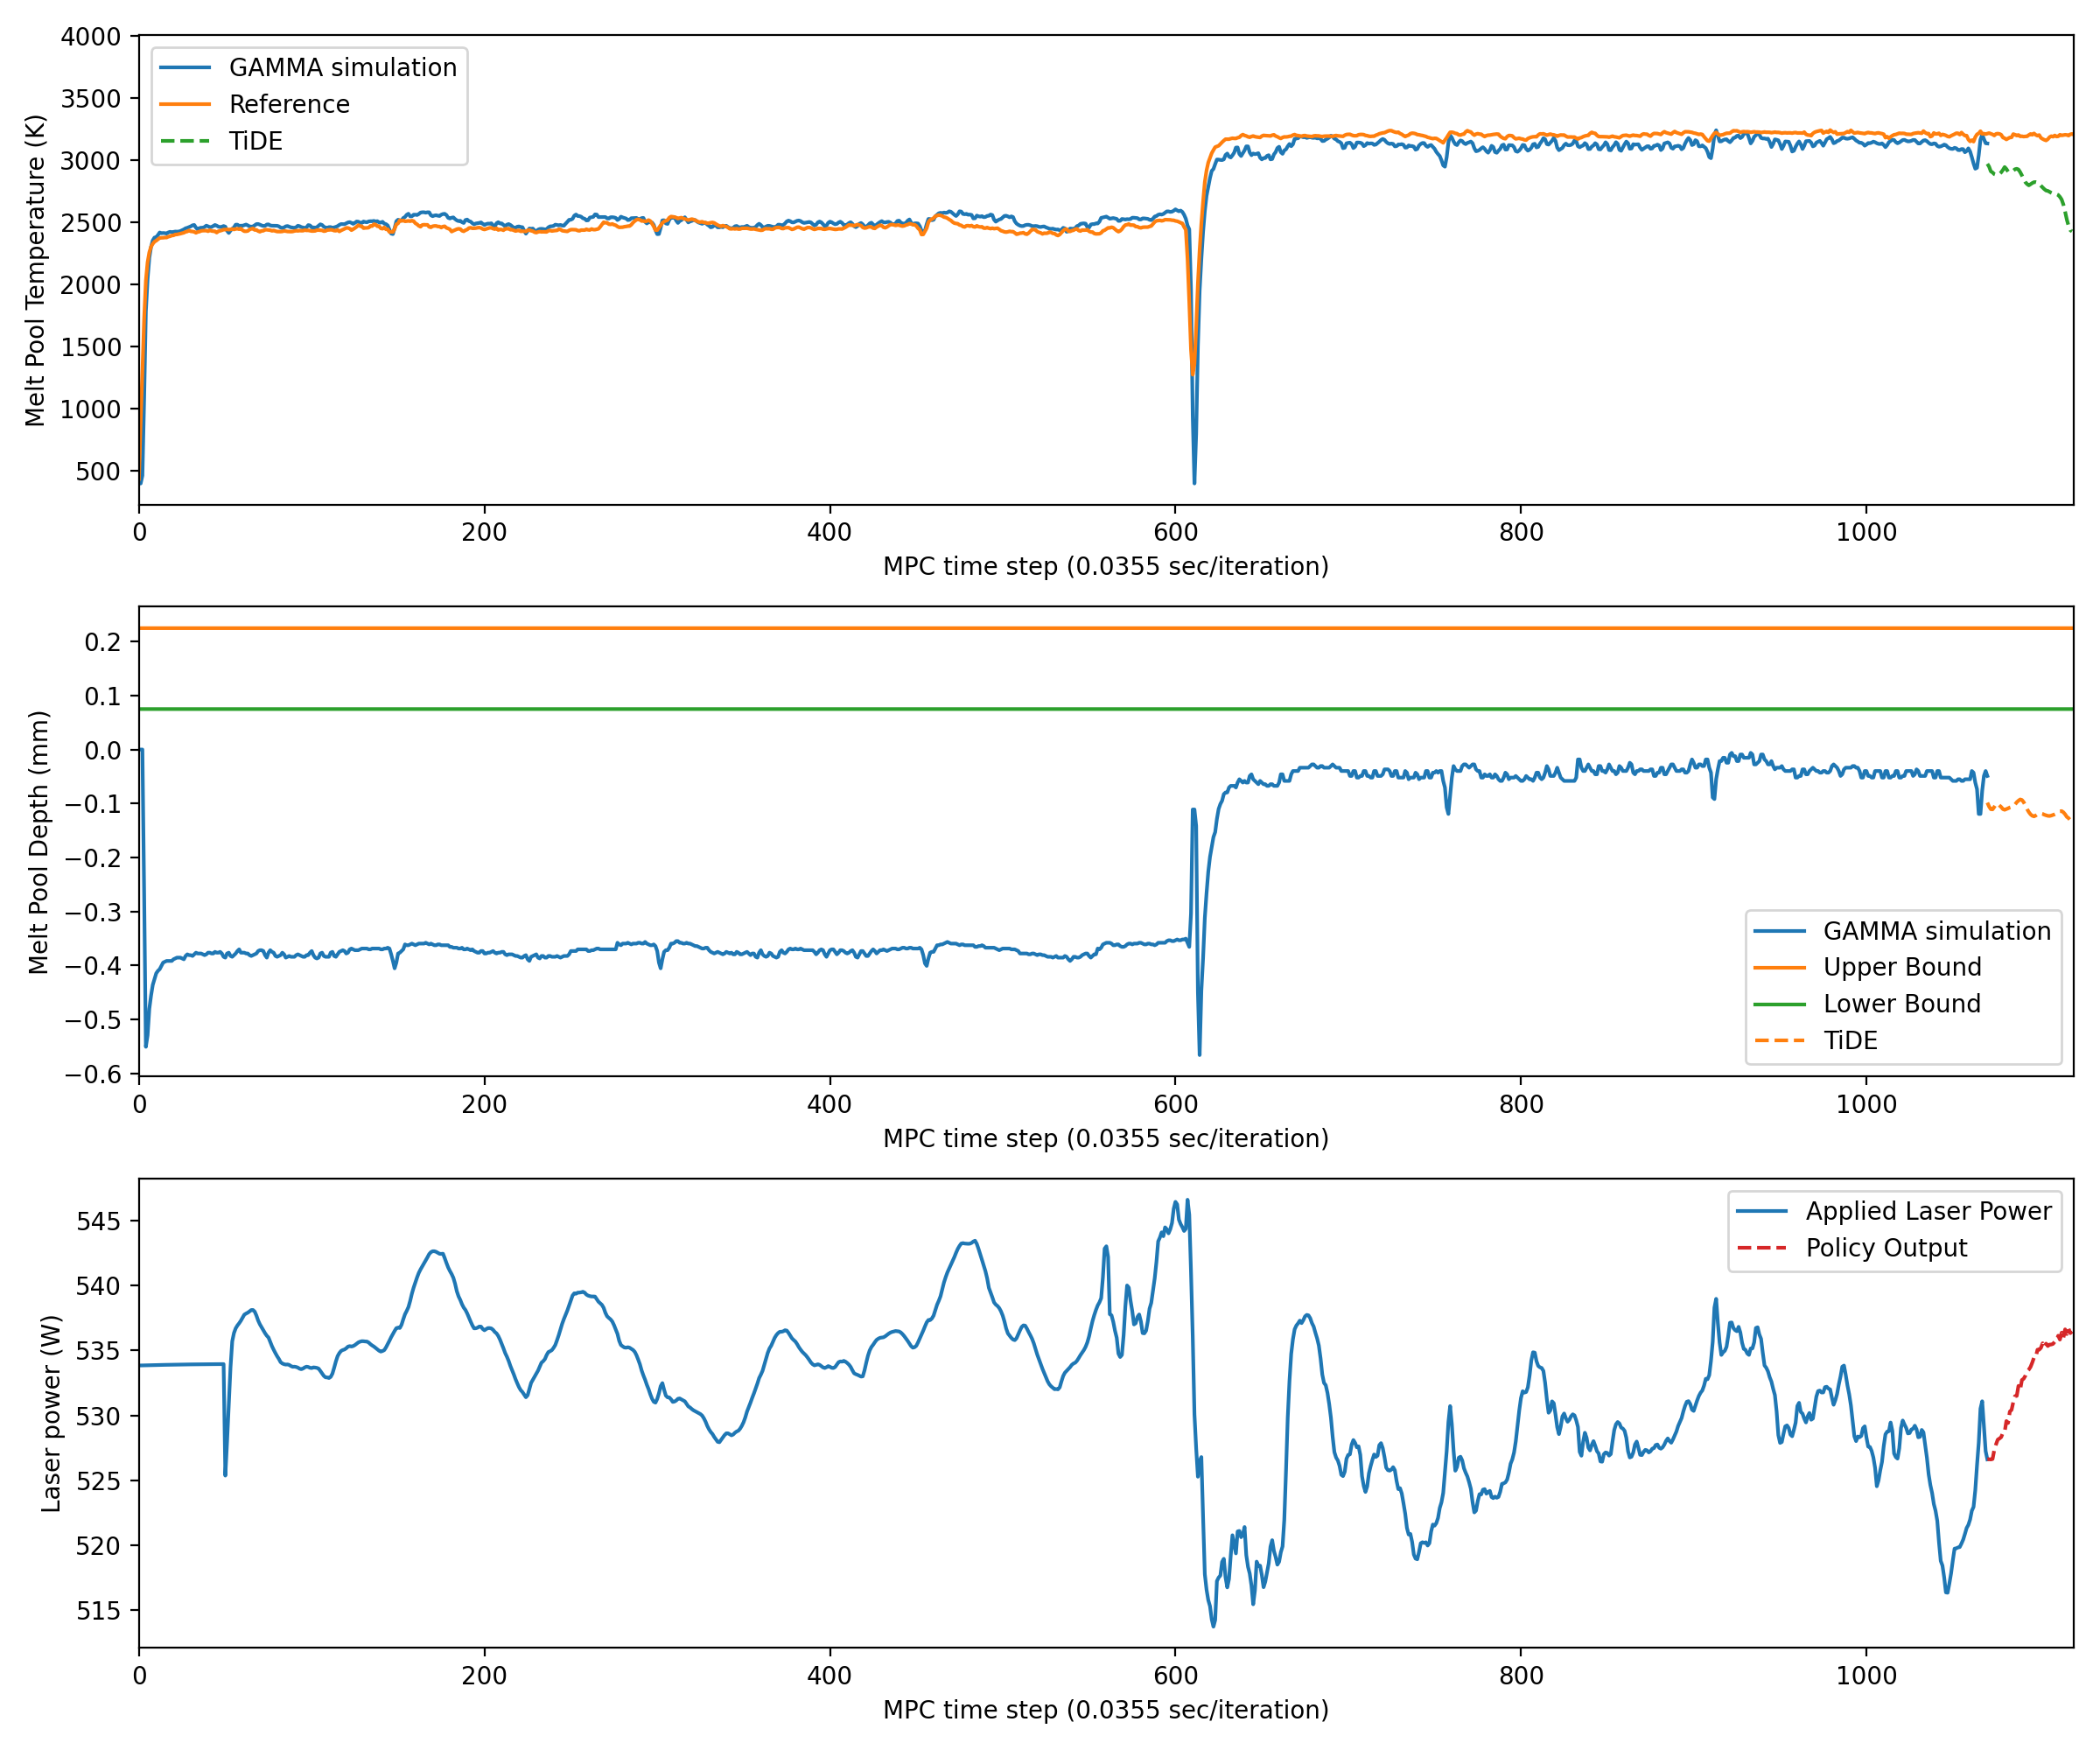 4000
3500
3000
2500
2000
1500
1000
500
Melt Pool Temperature (K)
GAMMA simulation
Reference
TiDE
0 200 400 600 800 1000
MPC time step (0.0355 sec/iteration)
0.2
0.1
0.0
−0.1
−0.2
−0.3
−0.4
−0.5
−0.6
Melt Pool Depth (mm)
GAMMA simulation
Upper Bound
Lower Bound
TiDE
0 200 400 600 800 1000
MPC time step (0.0355 sec/iteration)
545
540
535
530
525
520
515
Laser power (W)
Applied Laser Power
Policy Output
0 200 400 600 800 1000
MPC time step (0.0355 sec/iteration)